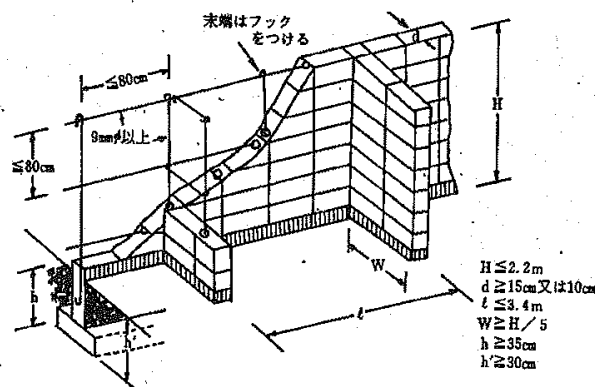 末端はフック
をつける
d
≦80cm
H
9mmφ以上
≦80cm
W
h
ℓ
h′
H≦2.2m
d≧15cm又は10cm
ℓ≦3.4m
W≧H／5
h≧35cm
h′≧30cm